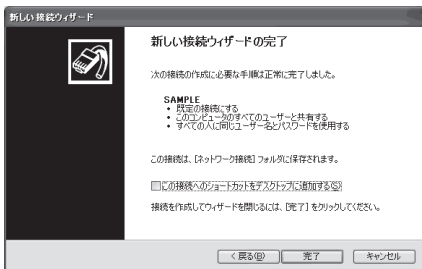 新しい接続ウィザード
新しい接続ウィザードの完了
次の接続の作成に必要な手順は正常に完了しました。
SAMPLE
• 既定の接続にする
• このコンピュータのすべてのユーザーと共有する
• すべての人に同じユーザー名とパスワードを使用する
この接続は、[ネットワーク接続] フォルダに保存されます。
この接続へのショートカットをデスクトップに追加する(S)
接続を作成してウィザードを閉じるには、[完了] をクリックしてください。
< 戻る(B)
完了
キャンセル